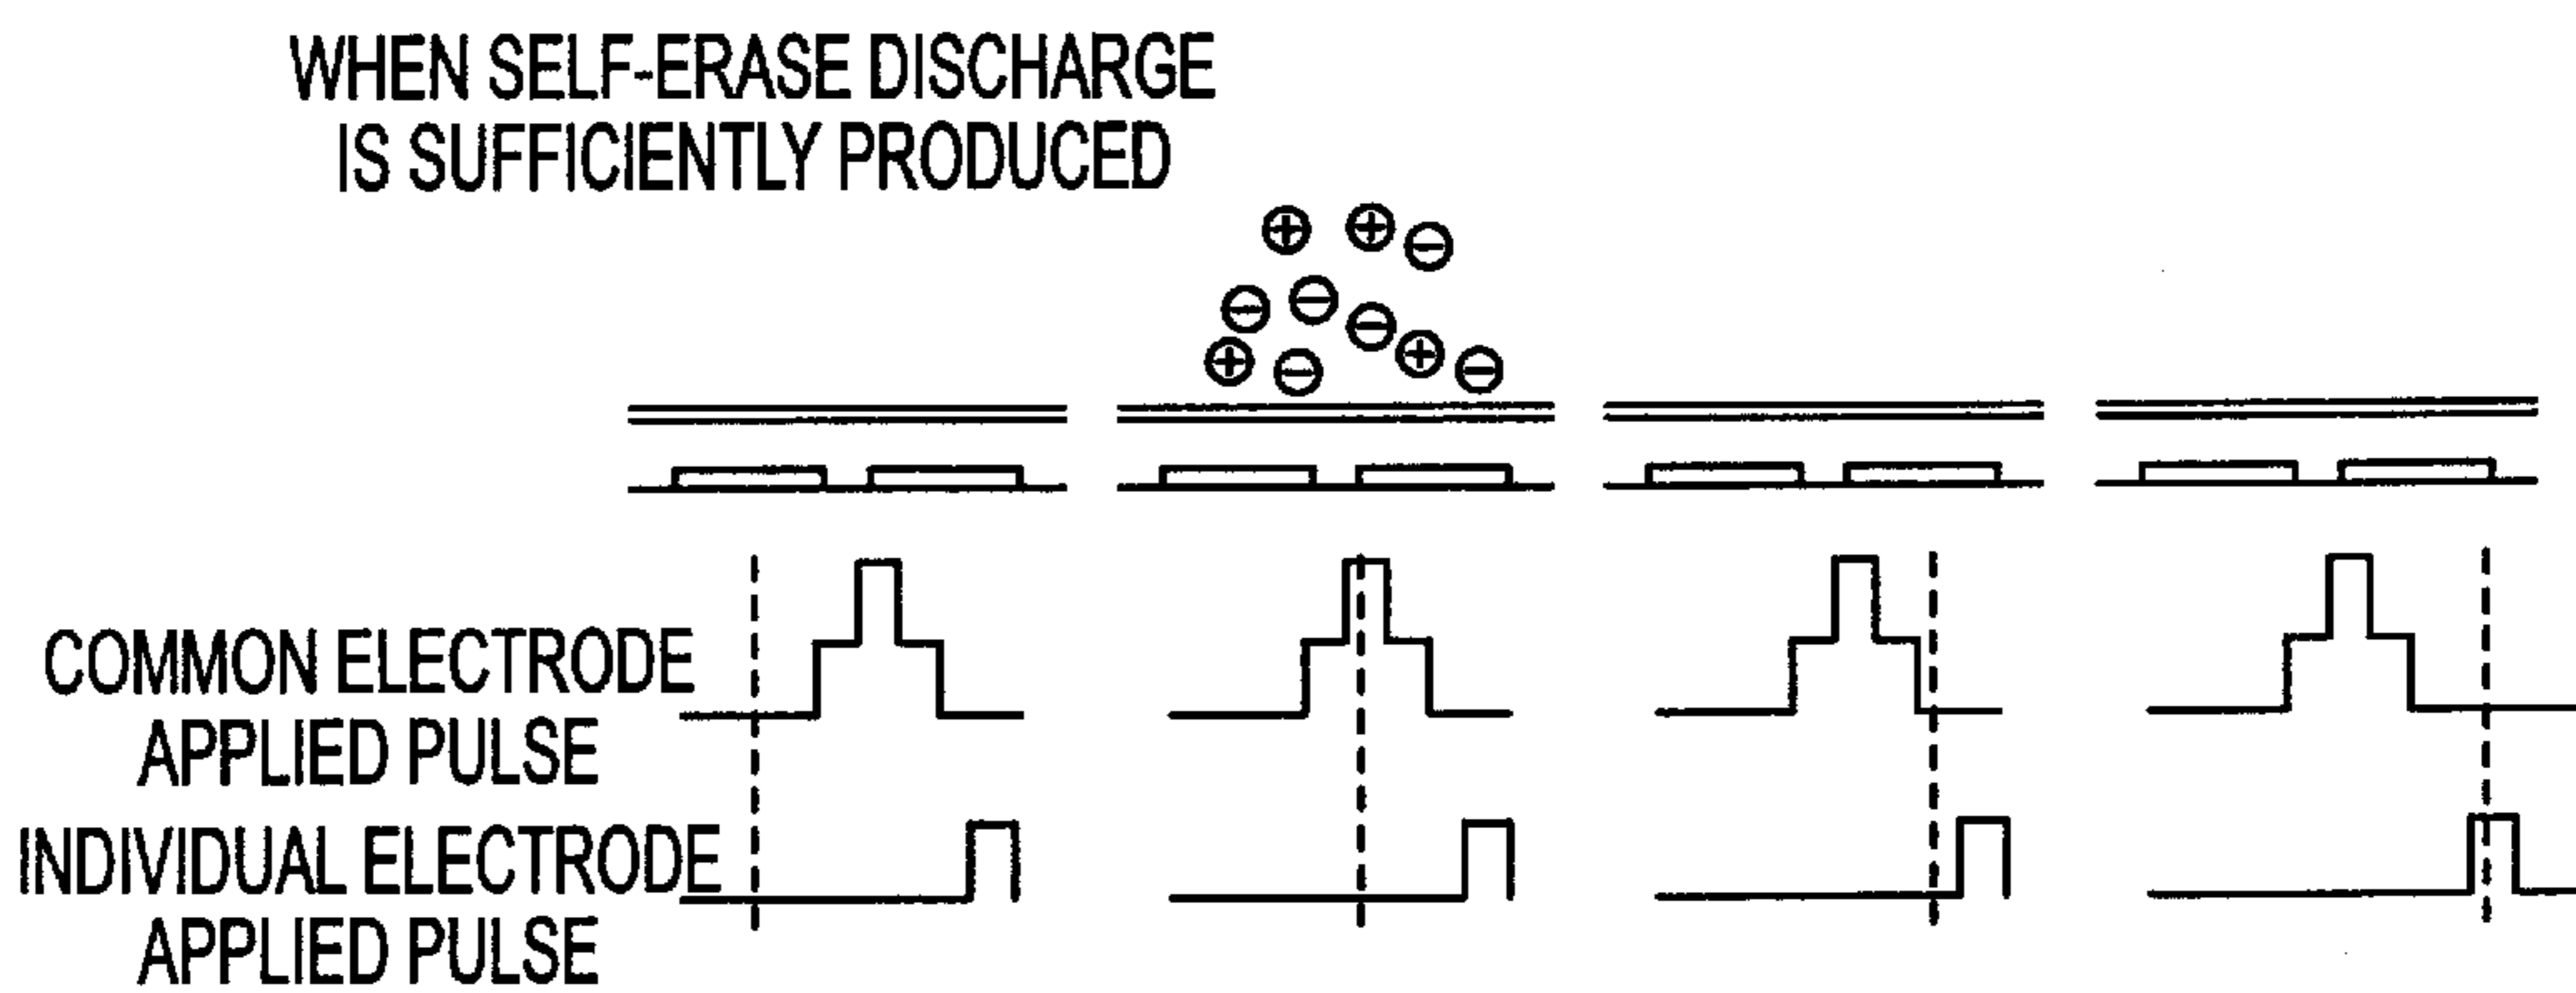 WHEN SELF-ERASE DISCHARGE
IS SUFFICIENTLY PRODUCED
COMMON ELECTRODE
APPLIED PULSE
INDIVIDUAL ELECTRODE
APPLIED PULSE